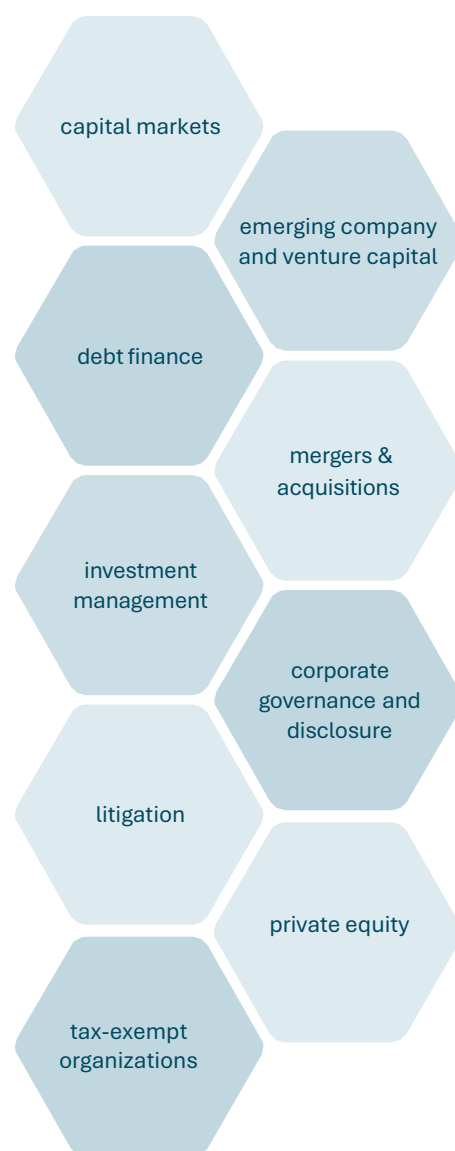 capital markets
emerging company
and venture capital
debt finance
mergers &
acquisitions
investment
management
corporate
governance and
disclosure
litigation
private equity
tax-exempt
organizations